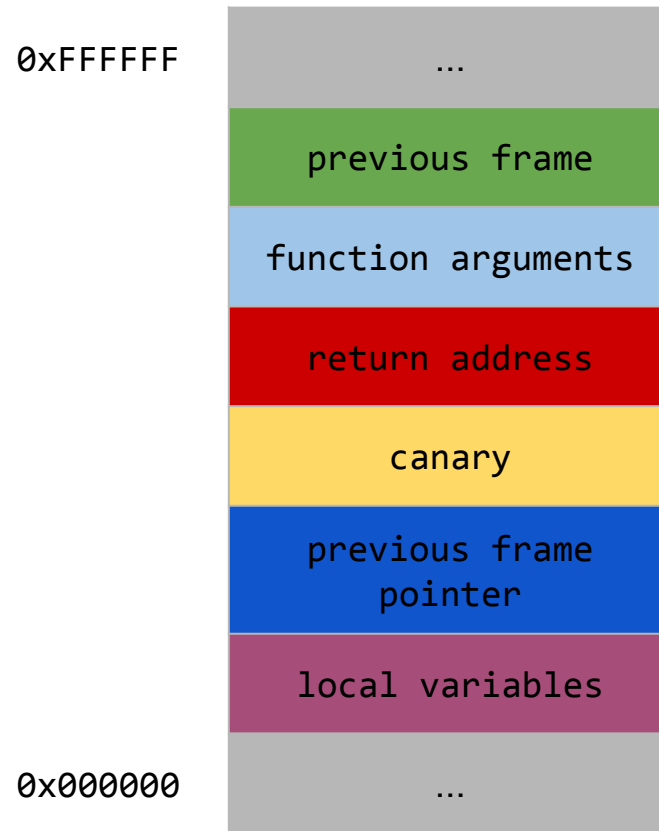 0xFFFFFF
...
previous frame
function arguments
return address
canary
previous frame
pointer
local variables
0x000000
...